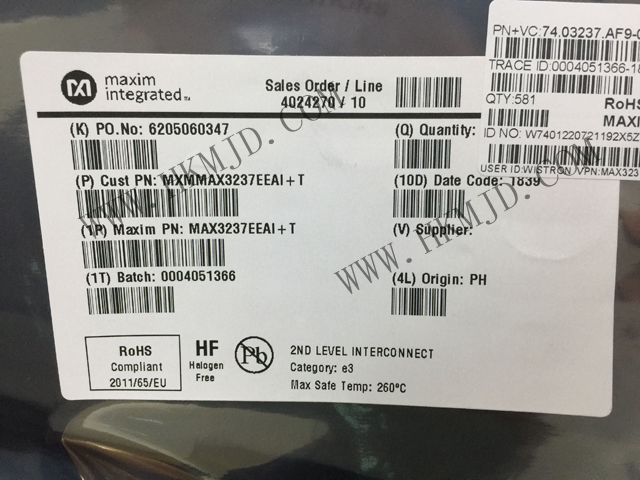 maxim
integrated™
Sales Order / Line
4024270 / 10
(K) PO.No: 6205060347
(Q) Quantity:
(P) Cust PN: MXMMAX3237EEAI+T
(10D) Date Code: 1839
(1P) Maxim PN: MAX3237EEAI+T
(V) Supplier:
(1T) Batch: 0004051366
(4L) Origin: PH
RoHS
Compliant
2011/65/EU
HF
Halogen
Free
Pb
2ND LEVEL INTERCONNECT
Category: e3
Max Safe Temp: 260ºC
PN+VC:74.03237.AF9-
TRACE ID:0004051366-18
QTY:581
RoHS
MAXI
ID NO: W7401220721192X5Z
USER ID:WISTRON,VPN:MAX323
WWW.HKMJD.COM
WWW.HKMJD.COM